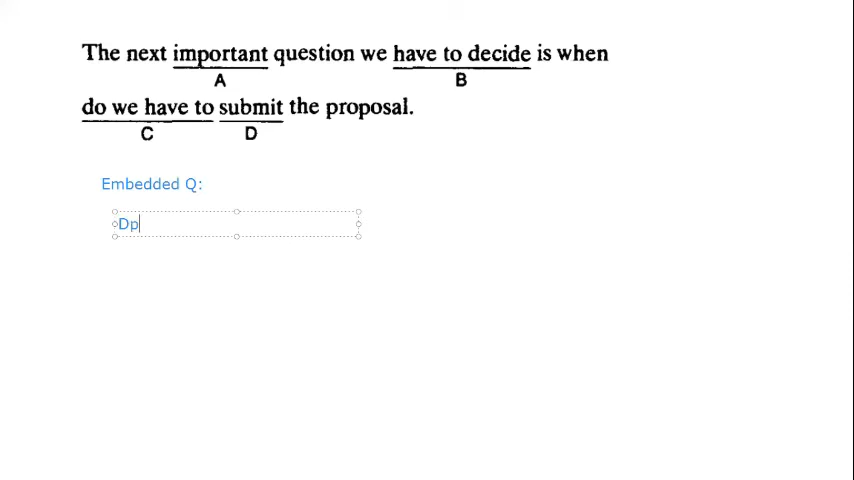 The next important question we have to decide is when
A B
do we have to submit the proposal.
C D
Embedded Q:
Dp